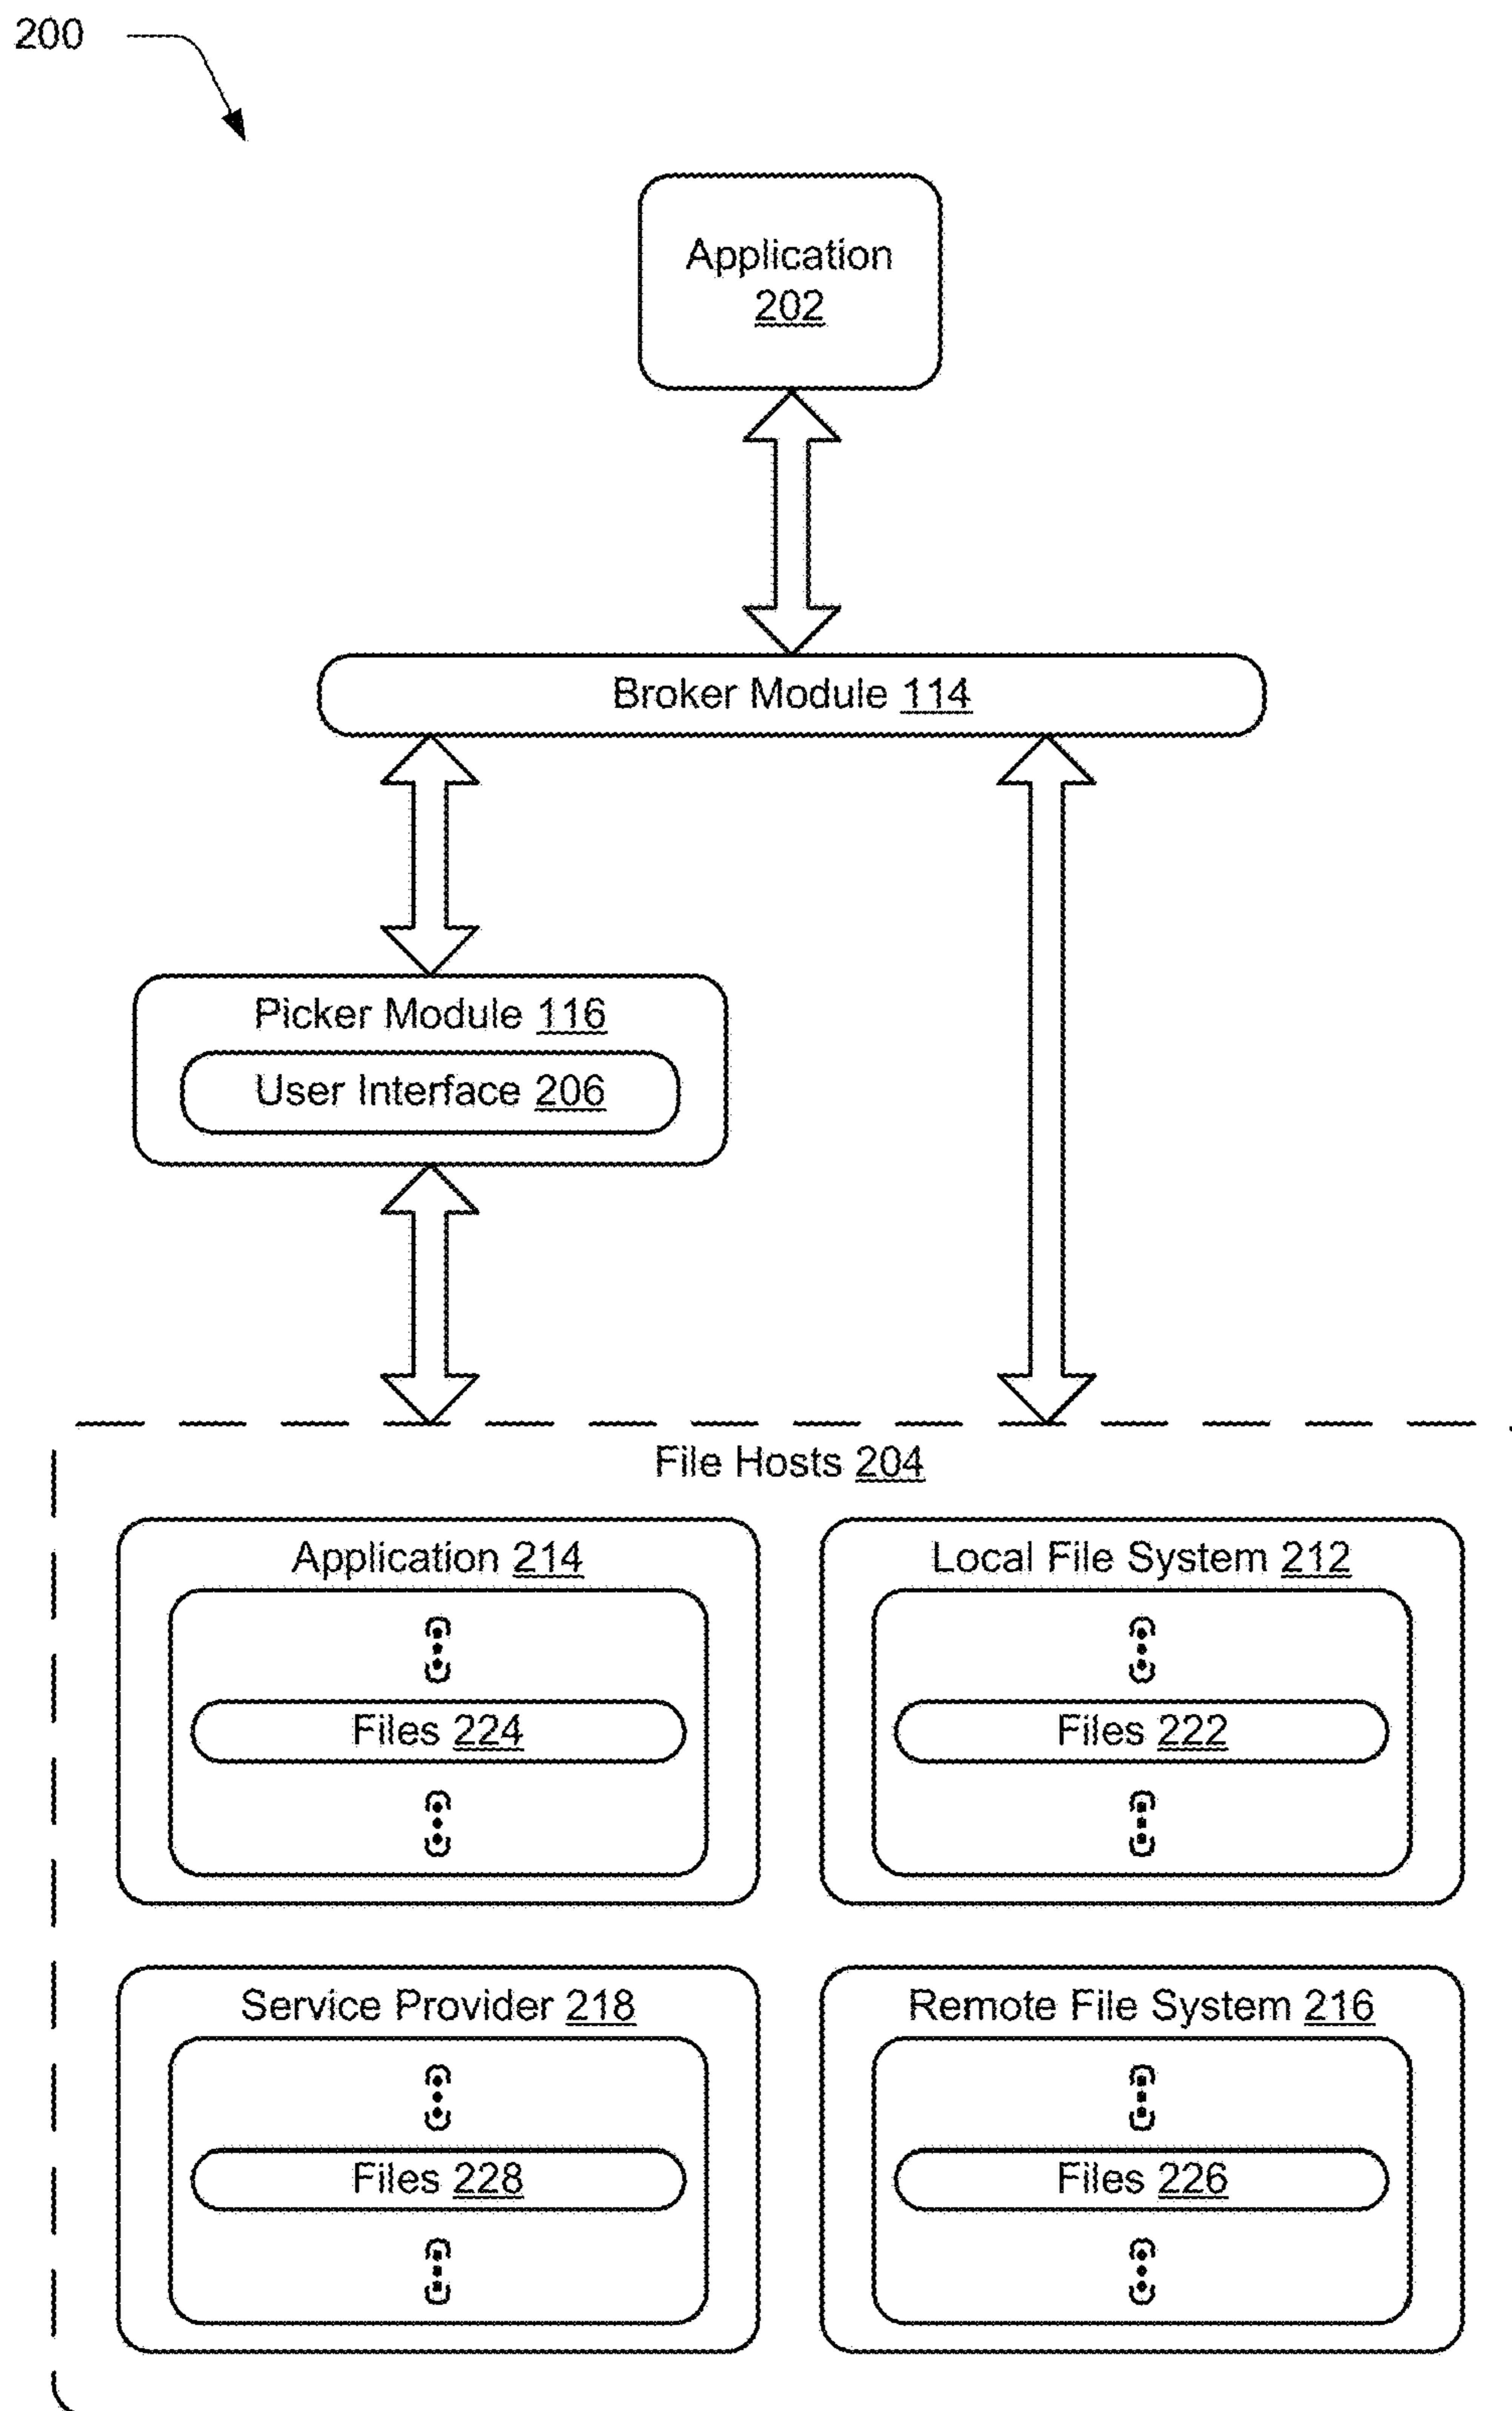 200
Application
202
Broker Module 114
Picker Module 116
User Interface 206
File Hosts 204
Application 214
Local File System 212
Files 224
Files 222
Service Provider 218
Remote File System 216
Files 228
Files 226